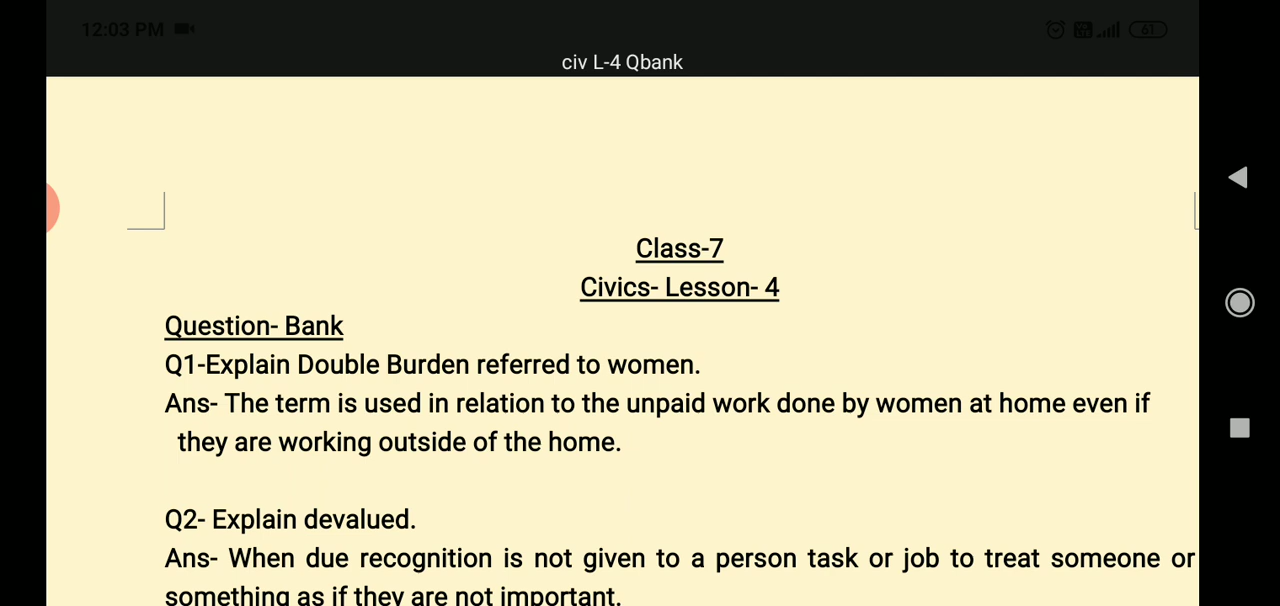 12:03 PM
61
civ L-4 Qbank
Class-7
Civics- Lesson- 4
Question- Bank
Q1-Explain Double Burden referred to women.
Ans- The term is used in relation to the unpaid work done by women at home even if
they are working outside of the home.
Q2- Explain devalued.
Ans- When due recognition is not given to a person task or job to treat someone or
something as if they are not important.